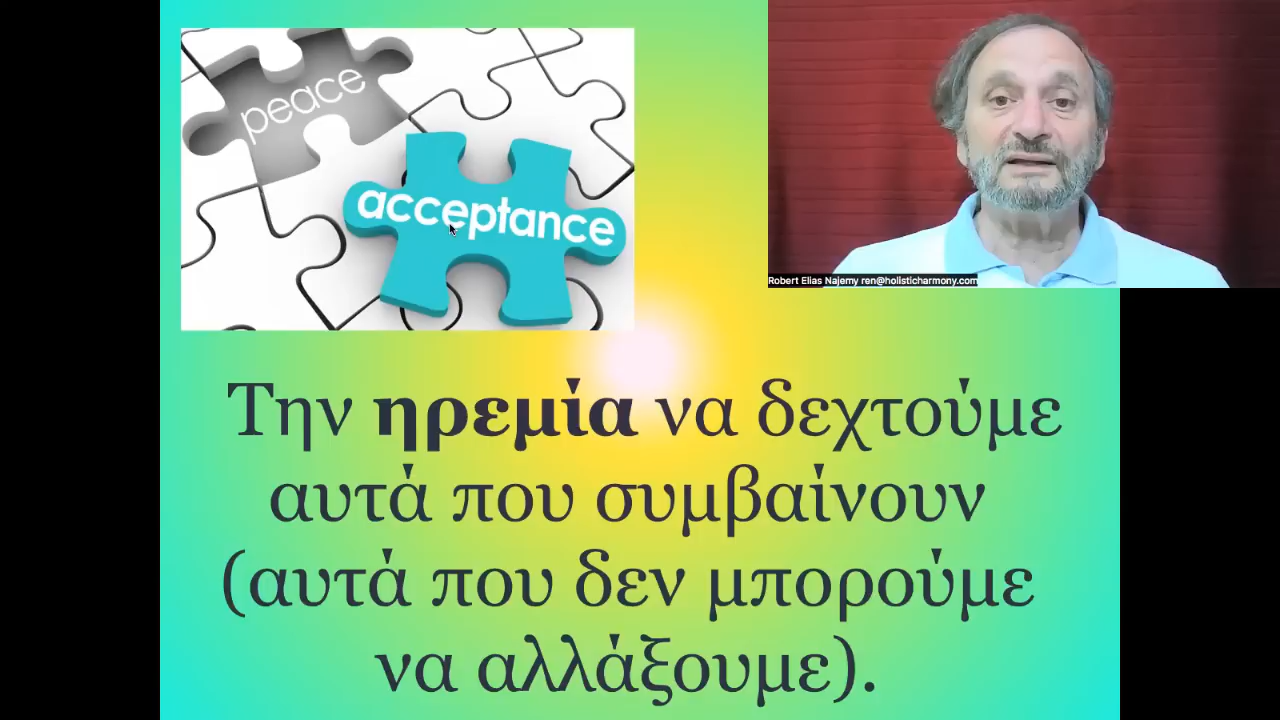 peace
acceptance
Robert Elias Najemy ren@holisticharmony.com
Την ηρεμία να δεχτούμε
αυτά που συμβαίνουν
(αυτά που δεν μπορούμε
να αλλάξουμε).